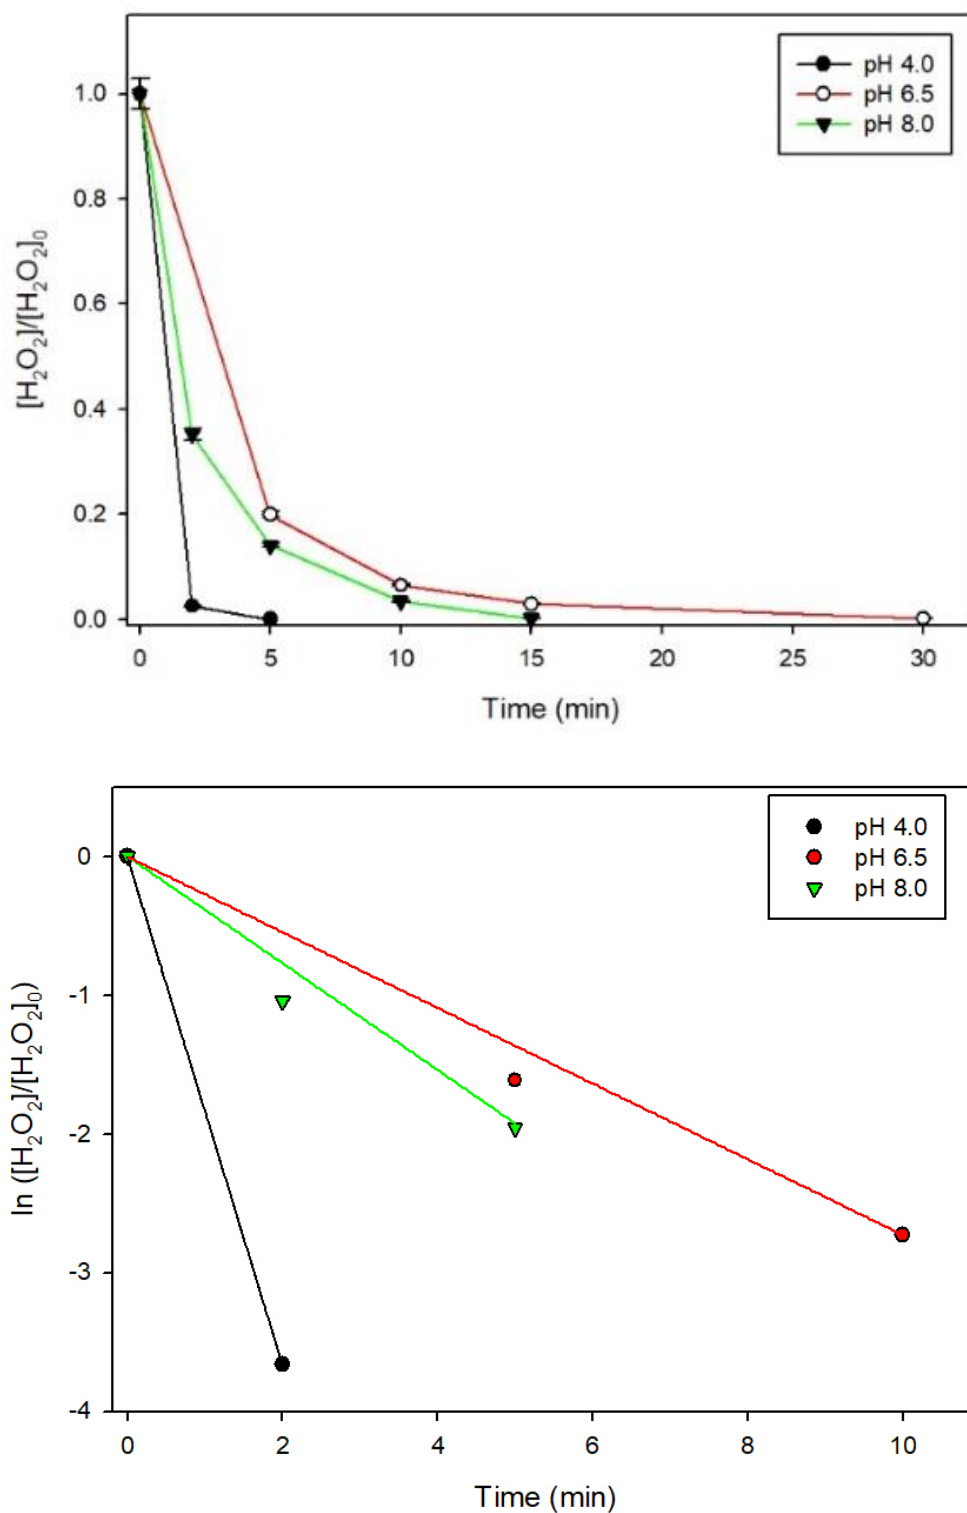 pH 4.0
pH 6.5
pH 8.0
[H₂O₂]/[H₂O₂]₀
1.0
0.8
0.6
0.4
0.2
0.0
0 5 10 15 20 25 30
Time (min)
pH 4.0
pH 6.5
pH 8.0
ln ([H₂O₂]/[H₂O₂]₀)
0
-1
-2
-3
-4
0 2 4 6 8 10
Time (min)